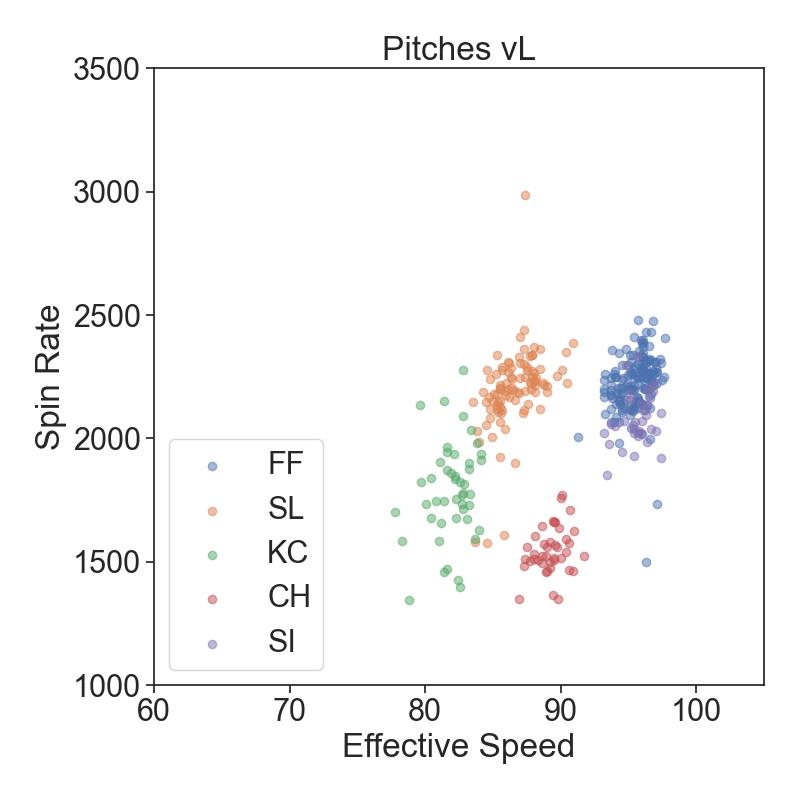 Pitches vL
3500
3000
2500
2000
1500
1000
Spin Rate
FF
SL
KC
CH
SI
60 70 80 90 100
Effective Speed